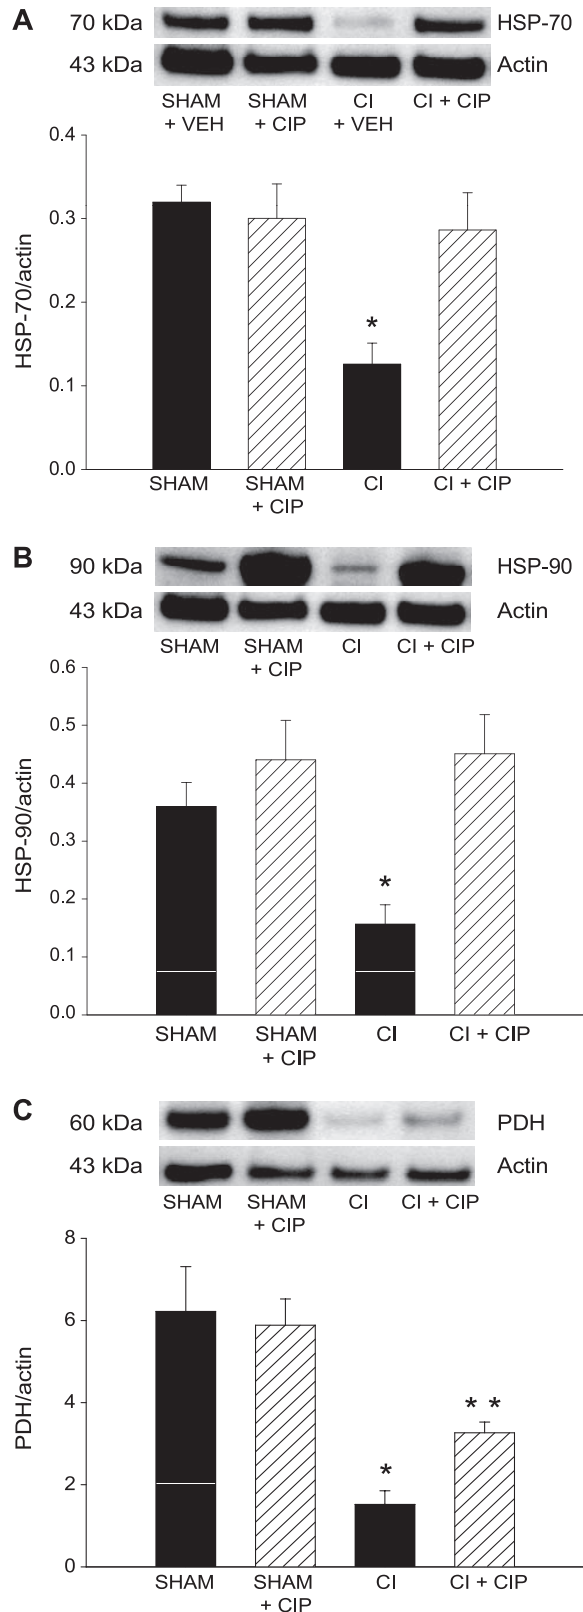 A
70 kDa HSP-70
43 kDa Actin
SHAM SHAM CI CI + CIP
+ VEH + CIP + VEH
0.4
0.3
0.2
0.1
0.0
HSP-70/actin
*
SHAM SHAM CI CI + CIP
+ CIP
B
90 kDa HSP-90
43 kDa Actin
SHAM SHAM CI CI + CIP
+ CIP
0.6
0.5
0.4
0.3
0.2
0.1
0.0
HSP-90/actin
*
SHAM SHAM CI CI + CIP
+ CIP
C
60 kDa PDH
43 kDa Actin
SHAM SHAM CI CI + CIP
+ CIP
8
6
4
2
0
PDH/actin
* *
*
SHAM SHAM CI CI + CIP
+ CIP